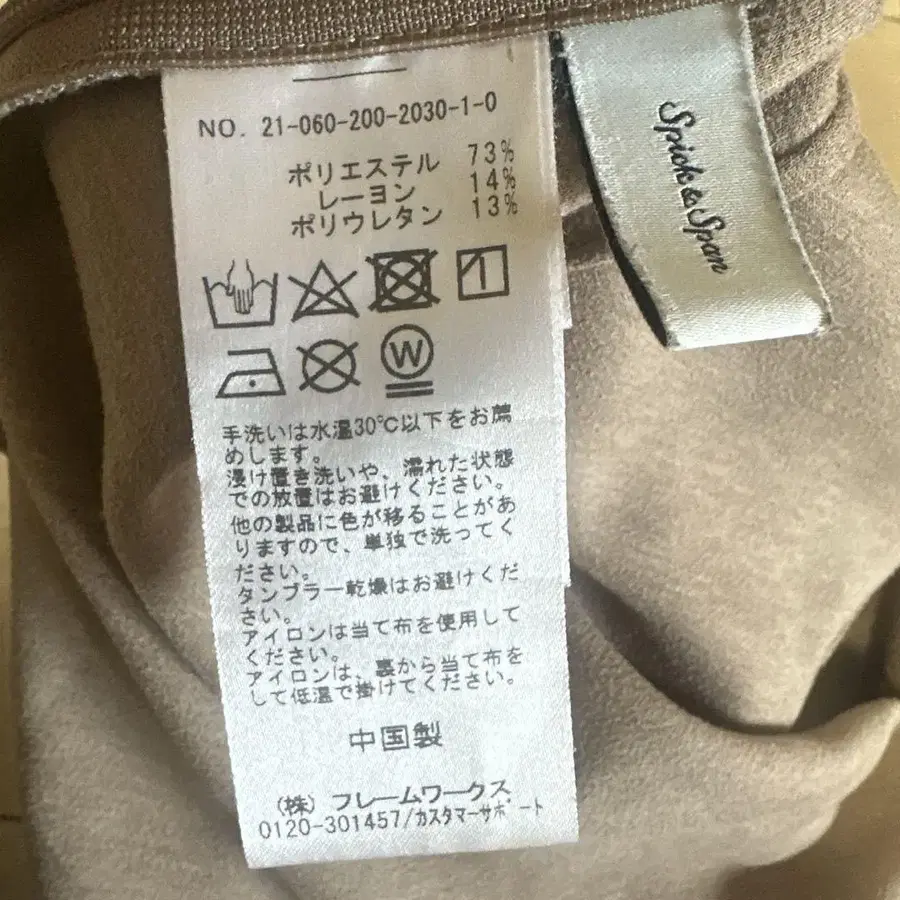 NO. 21-060-200-2030-1-0
ポリエステル 73%
レーヨン 14%
ポリウレタン 13%
W
手洗いは水温30℃以下をお薦
めします。
浸け置き洗いや、濡れた状態
での放置はお避けください。
他の製品に色が移ることがあ
りますので、単独で洗ってく
ださい。
タンブラー乾燥はお避けくだ
さい。
アイロンは当て布を使用して
ください。
アイロンは、裏から当て布を
して低温で掛けてください。
中国製
(株) フレームワークス
0120-301457/カスタマーサポート
Spick & Span